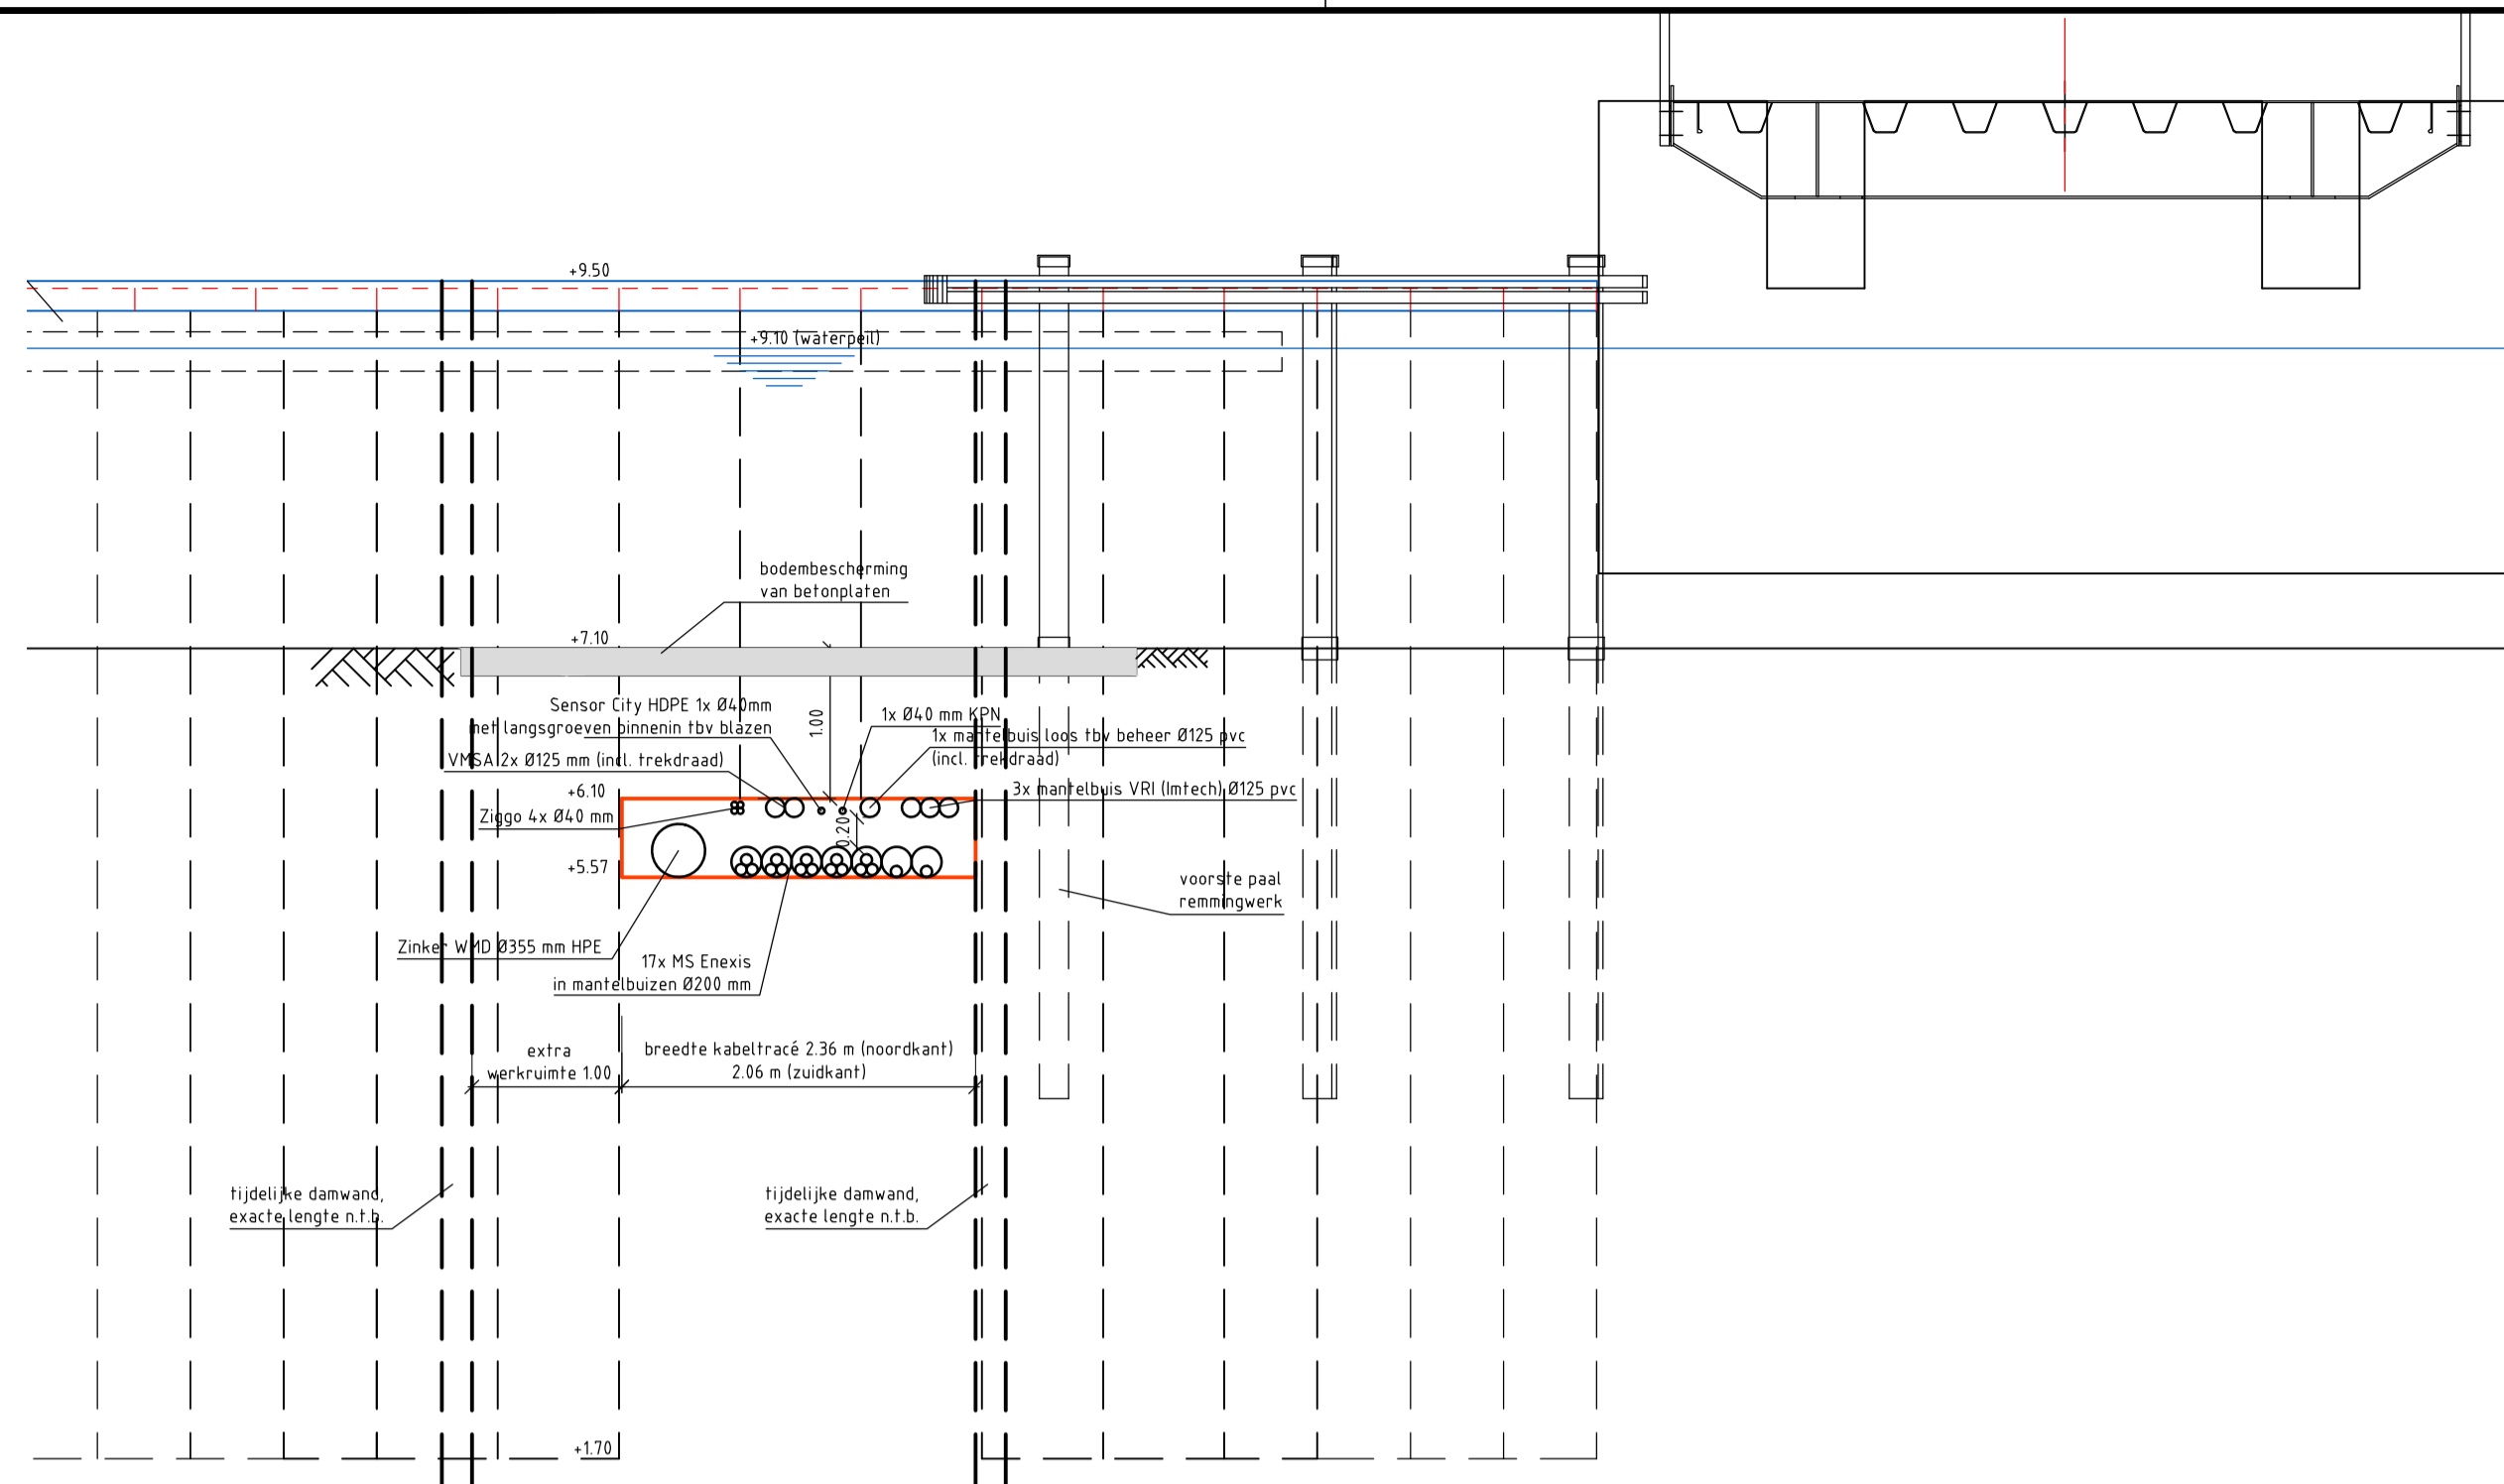 +9.50
+9.10 (waterpeil)
bodembescherming
van betonplaten
+7.10
Sensor City HDPE 1x Ø40mm
met langsgroeven binnenin tbv blazen
1.00
1x Ø40 mm KPN
1x mantelbuis loos tbv beheer Ø125 pvc
(incl. trekdraad)
VMSA 2x Ø125 mm (incl. trekdraad)
+6.10
3x mantelbuis VRI (Imtech) Ø125 pvc
Ziggo 4x Ø40 mm
0.20
+5.57
voorste paal
remmingwerk
Zinker WMD Ø355 mm HPE
17x MS Enexis
in mantelbuizen Ø200 mm
extra
werkruimte 1.00
breedte kabeltracé 2.36 m (noordkant)
2.06 m (zuidkant)
tijdelijke damwand,
exacte lengte n.t.b.
tijdelijke damwand,
exacte lengte n.t.b.
+1.70